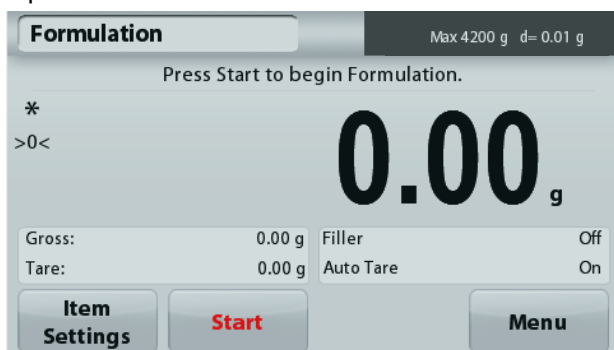 Formulation
Max 4200 g d= 0.01 g
Press Start to begin Formulation.
*
>0<
0.00 g
Gross: 0.00 g
Filler Off
Tare: 0.00 g
Auto Tare On
Item
Settings
Start
Menu